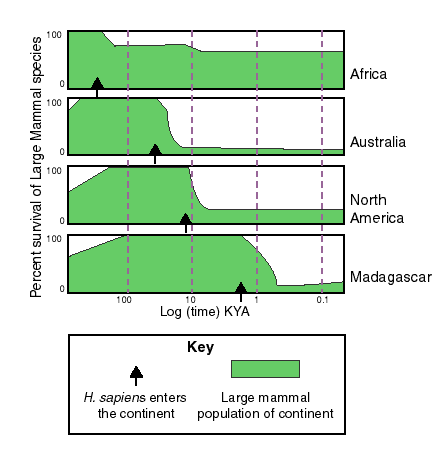 Percent survival of Large Mammal species
100
0
Africa
100
0
Australia
100
0
North
America
100
0
Madagascar
100 10 1 0.1
Log (time) KYA
Key
H. sapiens enters
the continent
Large mammal
population of continent